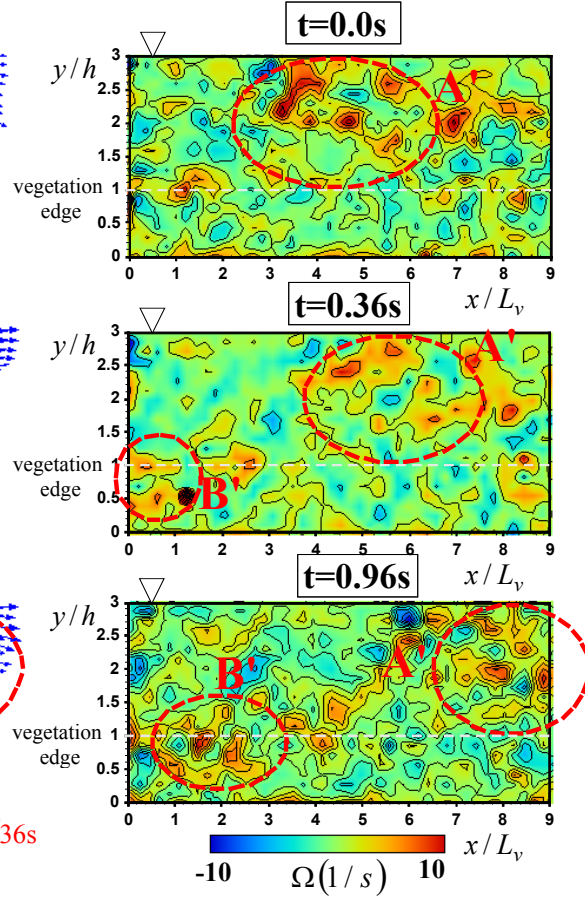 t=0.0s
y/h
3
2.5
2
1.5
1
0.5
0
A'
vegetation
edge
0 1 2 3 4 5 6 7 8 9
x/L_v
t=0.36s
y/h
3
2.5
2
1.5
1
0.5
0
A'
vegetation
edge
B'
0 1 2 3 4 5 6 7 8 9
x/L_v
t=0.96s
y/h
3
2.5
2
1.5
1
0.5
0
B'
A'
vegetation
edge
0 1 2 3 4 5 6 7 8 9
x/L_v
36s
-10 Ω(1/s) 10